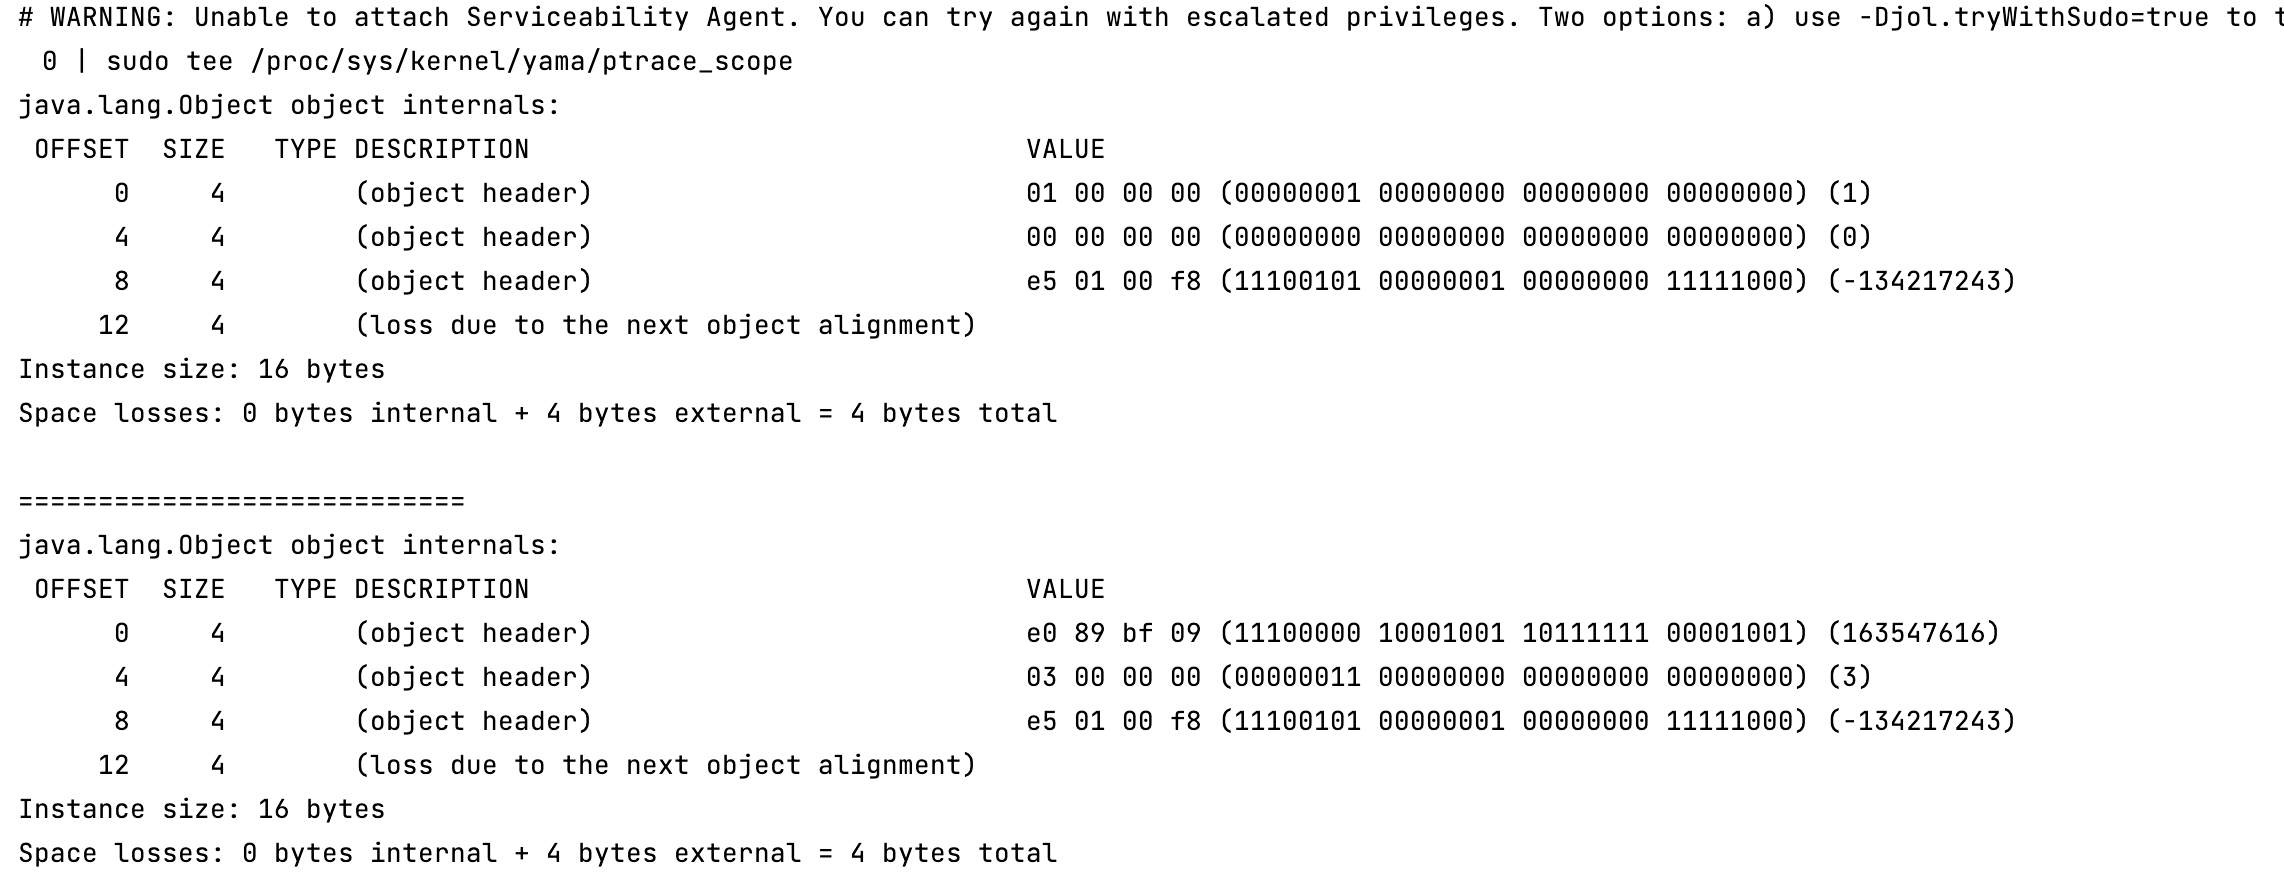 # WARNING: Unable to attach Serviceability Agent. You can try again with escalated privileges. Two options: a) use -Djol.tryWithSudo=true to
0 | sudo tee /proc/sys/kernel/yama/ptrace_scope
java.lang.Object object internals:
OFFSET  SIZE   TYPE DESCRIPTION                               VALUE
0     4        (object header)                           01 00 00 00 (00000001 00000000 00000000 00000000) (1)
4     4        (object header)                           00 00 00 00 (00000000 00000000 00000000 00000000) (0)
8     4        (object header)                           e5 01 00 f8 (11100101 00000001 00000000 11111000) (-134217243)
12     4        (loss due to the next object alignment)
Instance size: 16 bytes
Space losses: 0 bytes internal + 4 bytes external = 4 bytes total
============================
java.lang.Object object internals:
OFFSET  SIZE   TYPE DESCRIPTION                               VALUE
0     4        (object header)                           e0 89 bf 09 (11100000 10001001 10111111 00001001) (163547616)
4     4        (object header)                           03 00 00 00 (00000011 00000000 00000000 00000000) (3)
8     4        (object header)                           e5 01 00 f8 (11100101 00000001 00000000 11111000) (-134217243)
12     4        (loss due to the next object alignment)
Instance size: 16 bytes
Space losses: 0 bytes internal + 4 bytes external = 4 bytes total